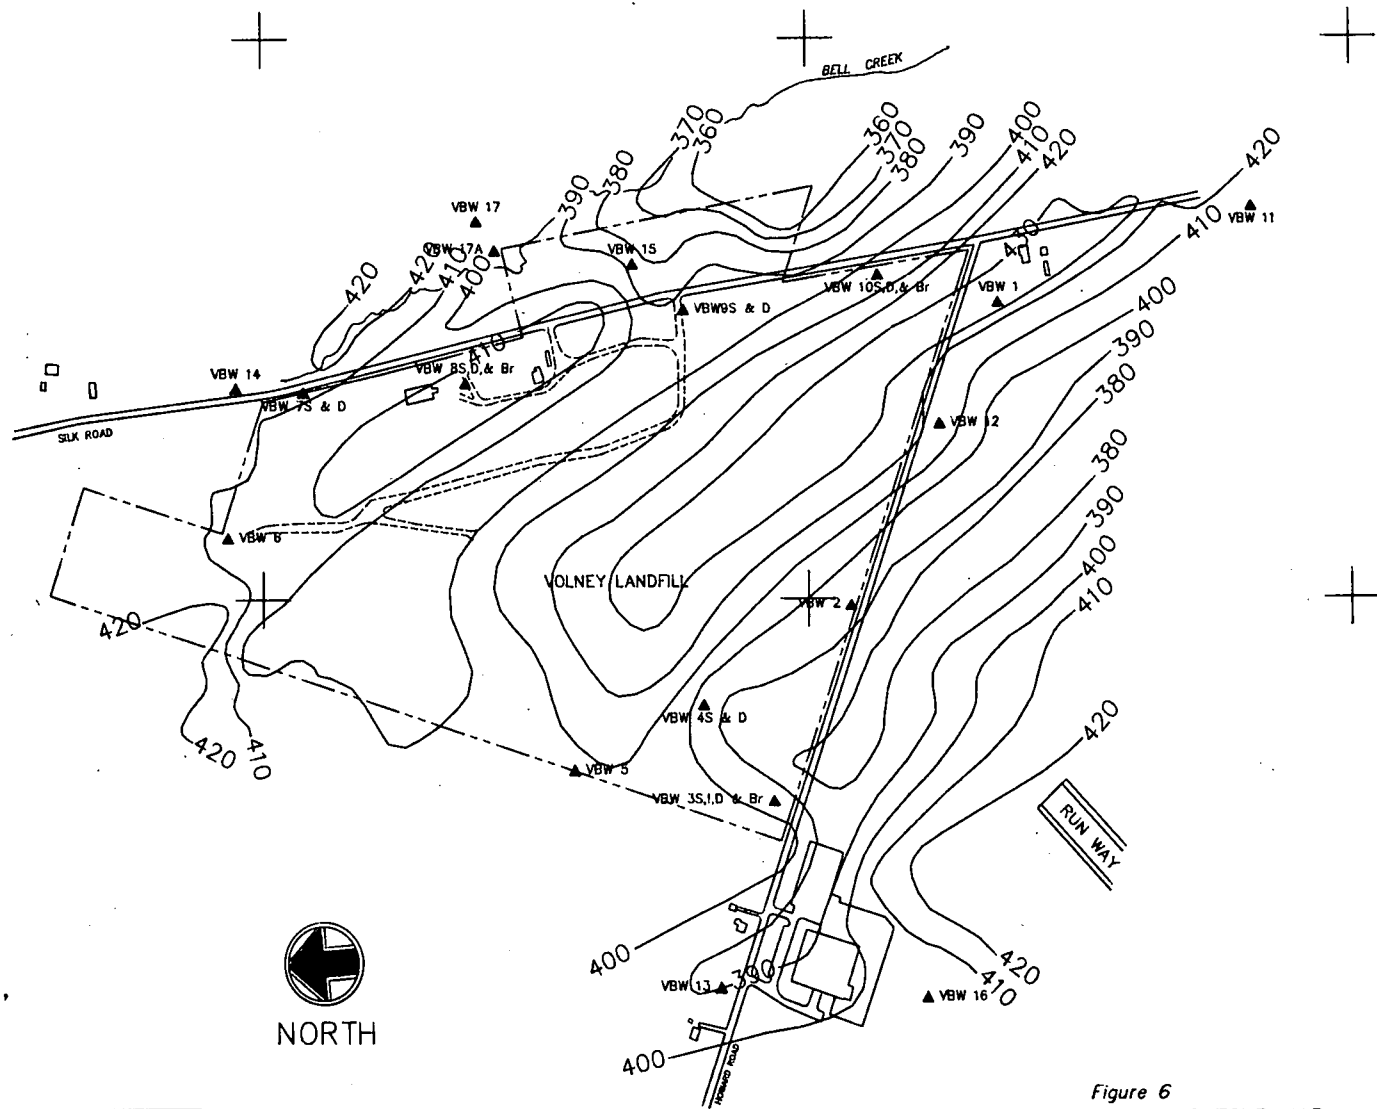 BELL CREEK
370
360
360
370
380
390
400
410
420
420
390
380
VBW 17
VBW 11
410
VBW 17A
VBW 15
410
420
420
410
400
VBW 10S,D,& Br
VBW 1
400
VBW9S & D
390
410
VBW 8S,D,& Br
380
VBW 14
VBW 7S & D
VBW 12
SILK ROAD
380
390
VBW 6
400
VOLNEY LANDFILL
410
VBW 2
420
VBW 4S & D
420
420
410
VBW 5
VBW 3S,I,D & Br
RUN WAY
400
390
420
410
VBW 13
VBW 16
NORTH
400
HOWARD ROAD
Figure 6